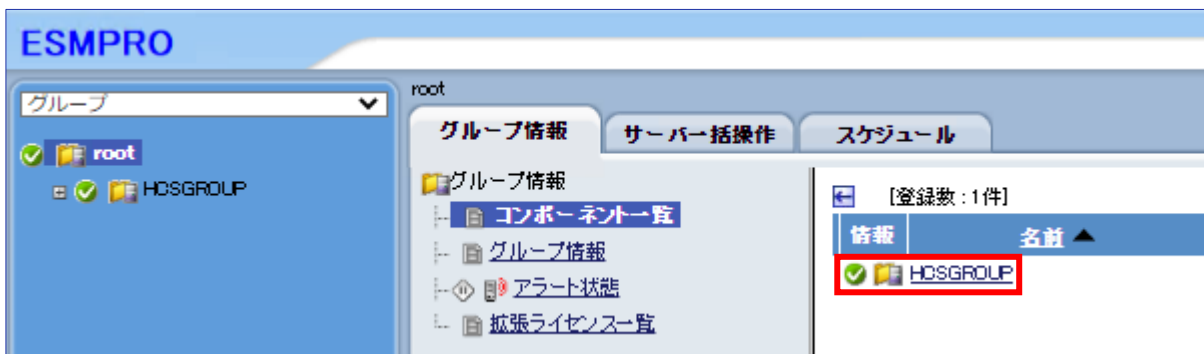 ESMPRO
グループ
root
HCSGROUP
root
グループ情報
サーバ一括操作
スケジュール
グループ情報
コンポーネント一覧
グループ情報
アラート状態
拡張ライセンス一覧
[登録数 : 1件]
情報
名前 ▲
HCSGROUP